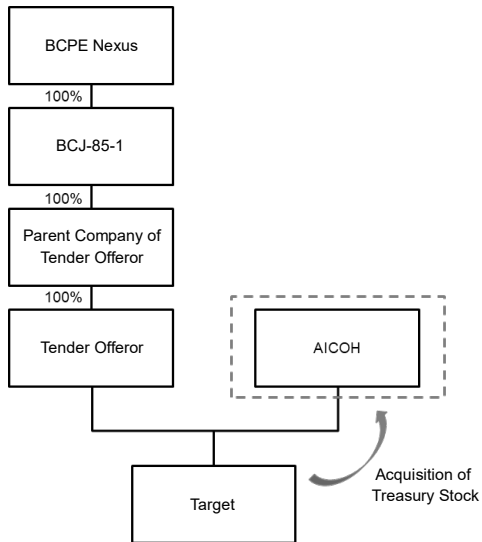 BCPE Nexus
100%
BCJ-85-1
100%
Parent Company of
Tender Offeror
100%
Tender Offeror
AICOH
Target
Acquisition of
Treasury Stock